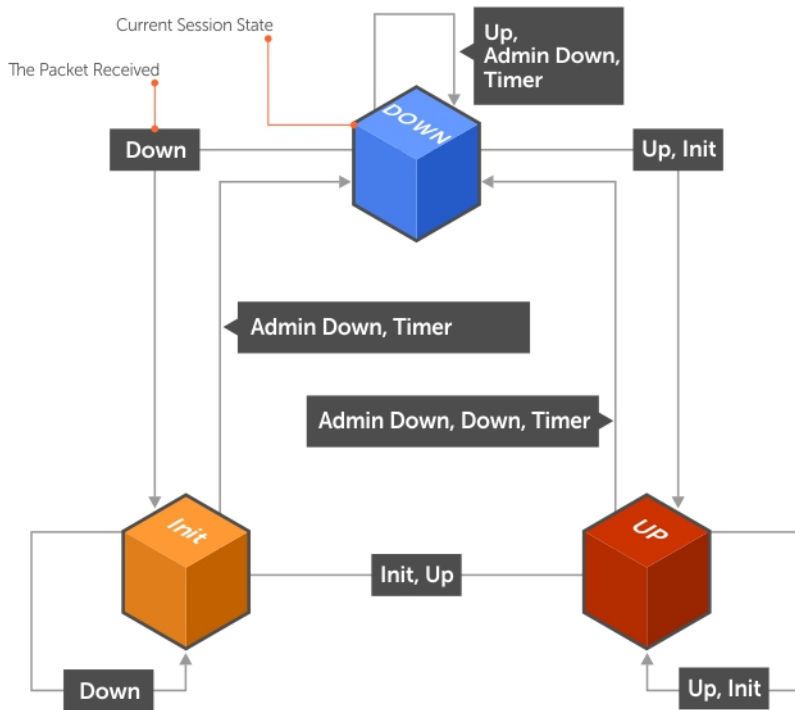 Current Session State
The Packet Received
Up,
Admin Down,
Timer
DOWN
Down
Up, Init
Admin Down, Timer
Admin Down, Down, Timer
Init
UP
Init, Up
Down
Up, Init